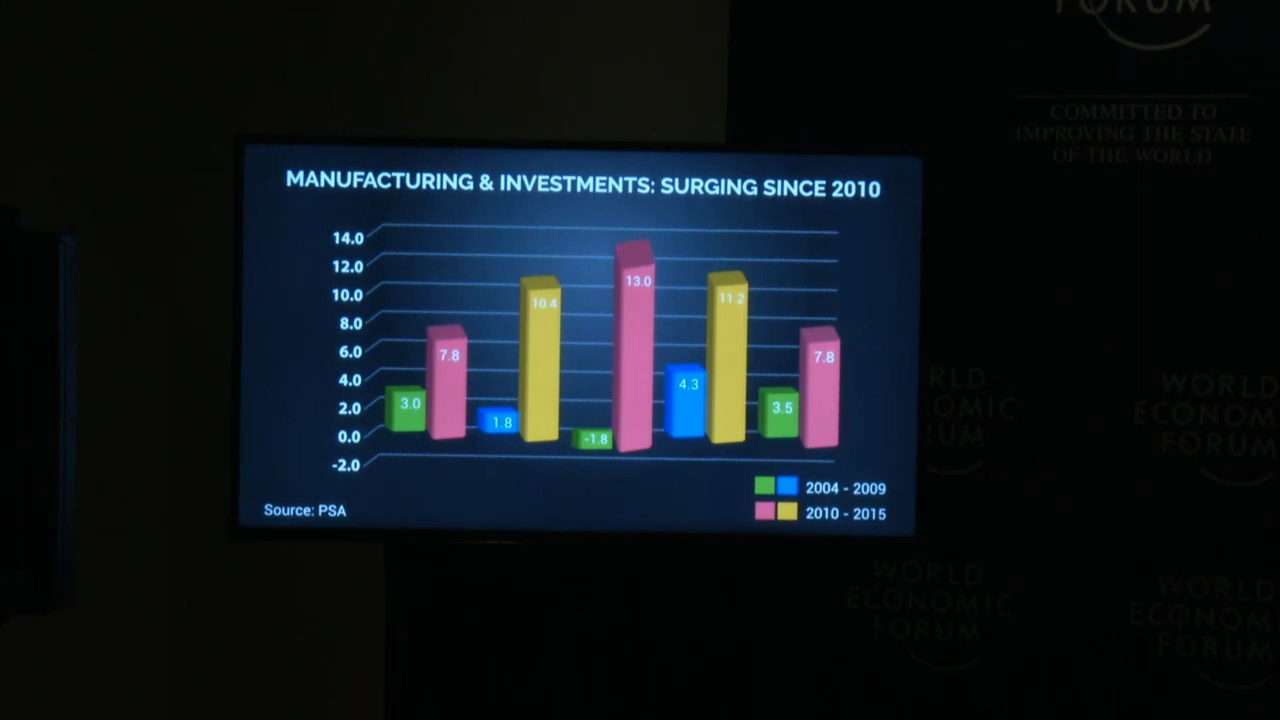 FORUM
COMMITTED TO
IMPROVING THE STATE
OF THE WORLD
MANUFACTURING & INVESTMENTS: SURGING SINCE 2010
14.0
12.0
10.0
8.0
6.0
4.0
2.0
0.0
-2.0
3.0
7.8
1.8
10.4
-1.8
13.0
4.3
11.2
3.5
7.8
2004 - 2009
2010 - 2015
Source: PSA
WORLD
ECONOMIC
FORUM
WORLD
ECONOMIC
FORUM
WORLD
ECONOMIC
FORUM